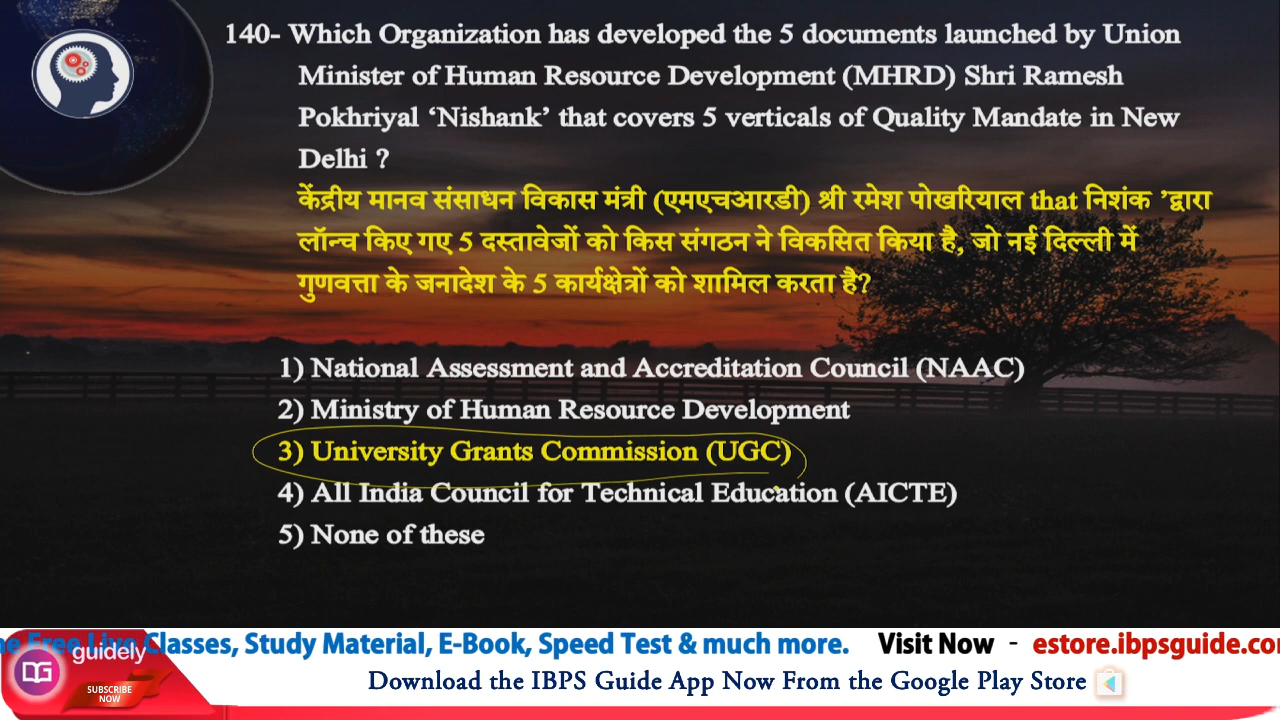 140- Which Organization has developed the 5 documents launched by Union
Minister of Human Resource Development (MHRD) Shri Ramesh
Pokhriyal ‘Nishank’ that covers 5 verticals of Quality Mandate in New
Delhi ?
केंद्रीय मानव संसाधन विकास मंत्री (एमएचआरडी) श्री रमेश पोखरियाल that निशंक ’द्वारा
लॉन्च किए गए 5 दस्तावेजों को किस संगठन ने विकसित किया है, जो नई दिल्ली में
गुणवत्ता के जनादेश के 5 कार्यक्षेत्रों को शामिल करता है?
1) National Assessment and Accreditation Council (NAAC)
2) Ministry of Human Resource Development
3) University Grants Commission (UGC)
4) All India Council for Technical Education (AICTE)
5) None of these
Free Live Classes, Study Material, E-Book, Speed Test & much more. Visit Now - estore.ibpsguide.co
guidely
SUBSCRIBE
NOW
Download the IBPS Guide App Now From the Google Play Store